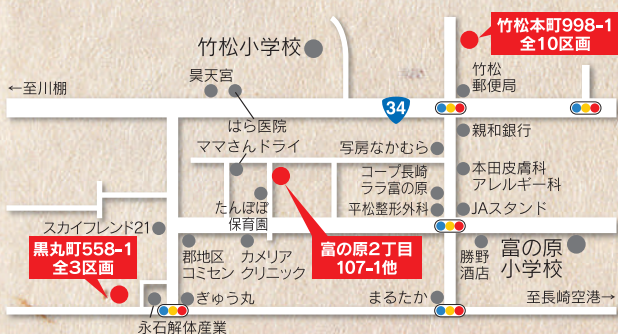 竹松本町998-1
全10区画
竹松小学校
昊天宮
竹松
郵便局
←至川棚
34
はら医院
親和銀行
ママさんドライ
写房なかむら
コープ長崎
ララ富の原
本田皮膚科
アレルギー科
たんぽぽ
保育園
平松整形外科
JAスタンド
スカイフレンド21
黒丸町558-1
全3区画
郡地区
コミセン
カメリア
クリニック
富の原2丁目
107-1他
勝野
酒店
富の原
小学校
ぎゅう丸
まるたか
至長崎空港→
永石解体産業